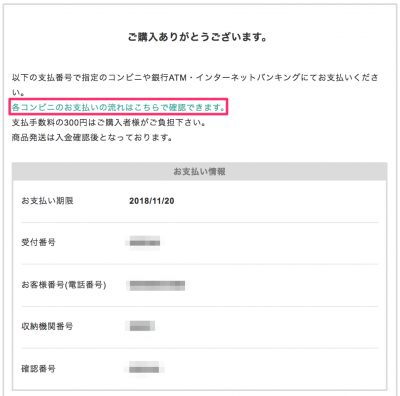 ご購入ありがとうございます。
以下の支払番号で指定のコンビニや銀行ATM・インターネットバンキングにてお支払いくださ
い。
各コンビニのお支払いの流れはこちらで確認できます。
支払手数料の300円はご購入者様がご負担下さい。
商品発送は入金確認後となっております。
お支払い情報
お支払い期限 2018/11/20
受付番号
お客様番号(電話番号)
収納機関番号
確認番号